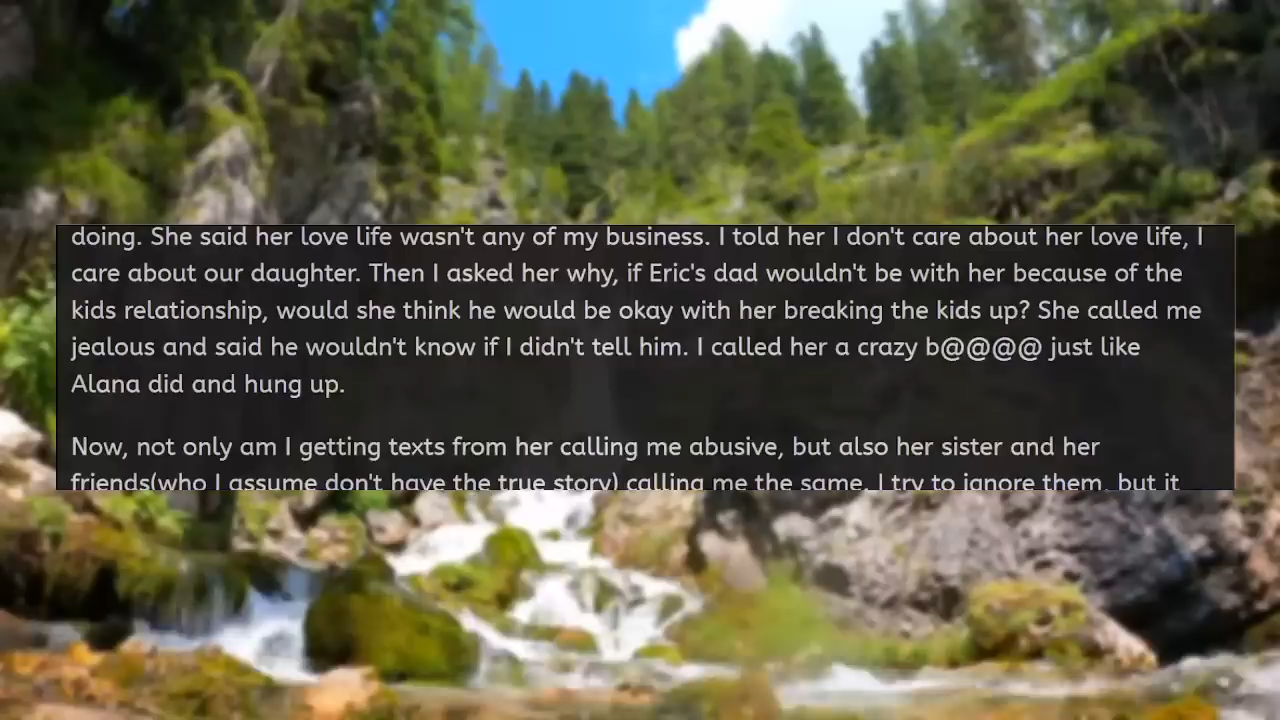 doing. She said her love life wasn't any of my business. I told her I don't care about her love life, I
care about our daughter. Then I asked her why, if Eric's dad wouldn't be with her because of the
kids relationship, would she think he would be okay with her breaking the kids up? She called me
jealous and said he wouldn't know if I didn't tell him. I called her a crazy b@@@@ just like
Alana did and hung up.
Now, not only am I getting texts from her calling me abusive, but also her sister and her
friends(who I assume don't have the true story) calling me the same. I try to ignore them, but it